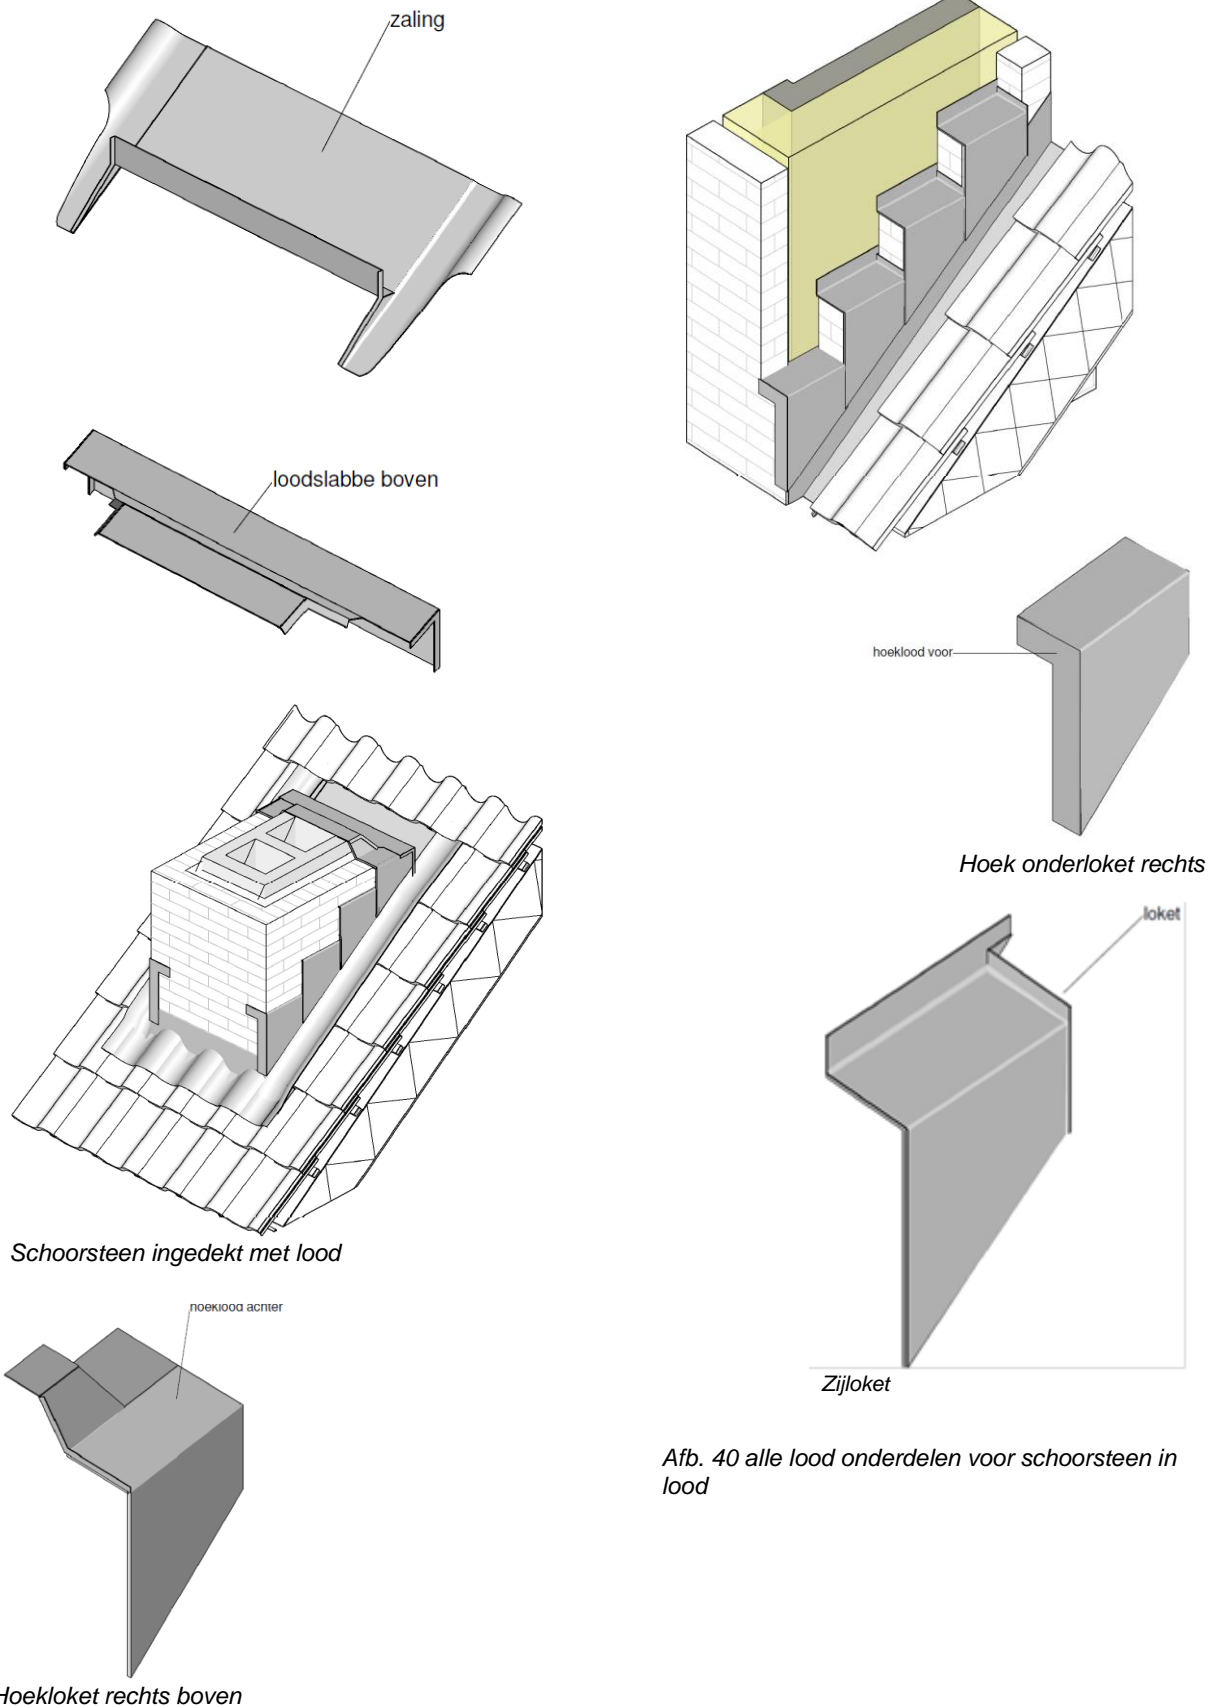 zaling
loodslabbe boven
Schoorsteen ingedekt met lood
hoeklood achter
Hoekloket rechts boven
hoeklood voor
Hoek onderloket rechts
loket
Zijloket
Afb. 40 alle lood onderdelen voor schoorsteen in
lood